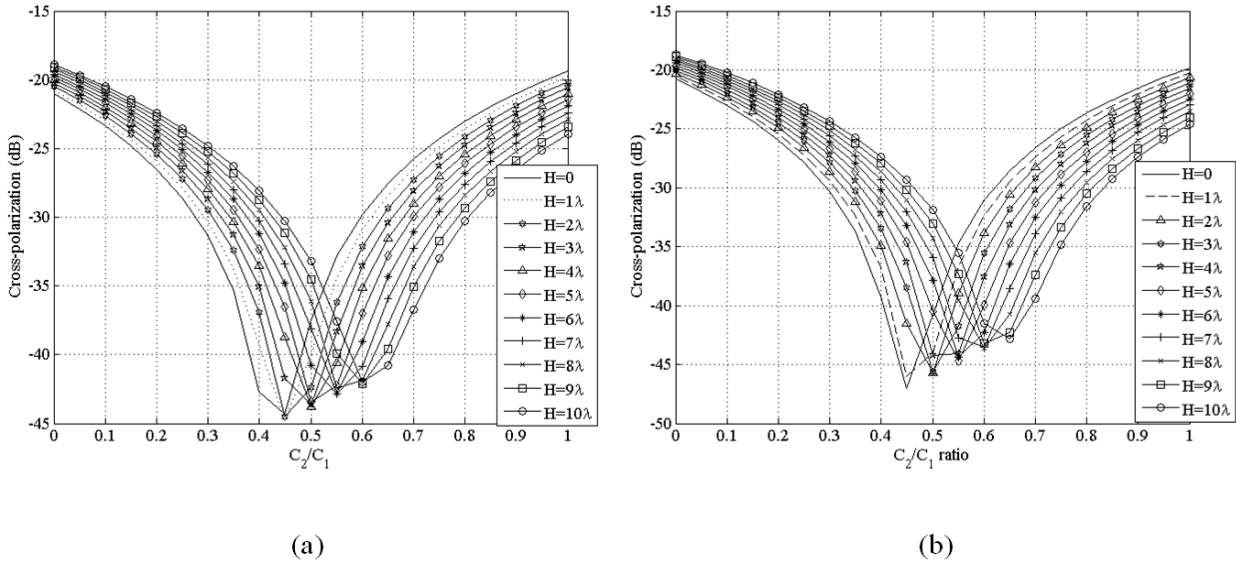 -15
-20
-25
-30
-35
-40
-45
Cross-polarization (dB)
0 0.1 0.2 0.3 0.4 0.5 0.6 0.7 0.8 0.9 1
C₂/C₁
H=0
H=1λ
H=2λ
H=3λ
H=4λ
H=5λ
H=6λ
H=7λ
H=8λ
H=9λ
H=10λ
(a)
-15
-20
-25
-30
-35
-40
-45
-50
Cross-polarization (dB)
0 0.1 0.2 0.3 0.4 0.5 0.6 0.7 0.8 0.9 1
C₂/C₁ ratio
H=0
H=1λ
H=2λ
H=3λ
H=4λ
H=5λ
H=6λ
H=7λ
H=8λ
H=9λ
H=10λ
(b)